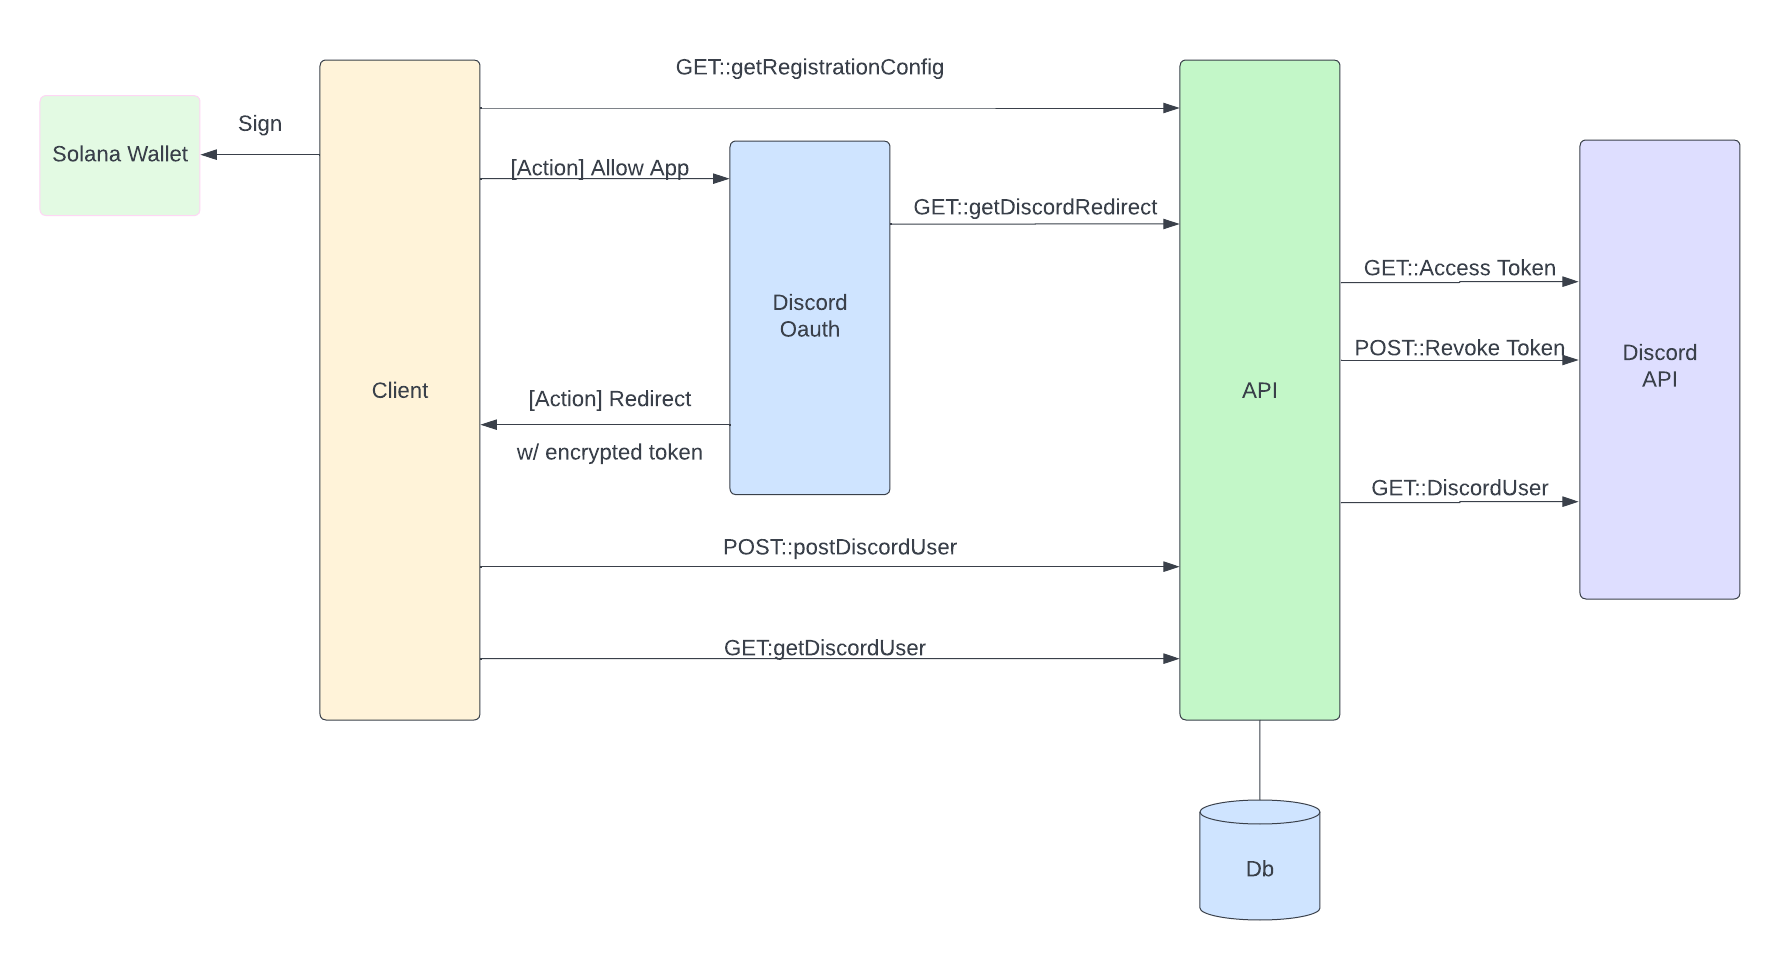 GET::getRegistrationConfig
Sign
Solana Wallet
[Action] Allow App
GET::getDiscordRedirect
GET::Access Token
Discord
Oauth
POST::Revoke Token
Discord
API
Client
API
[Action] Redirect
w/ encrypted token
GET::DiscordUser
POST::postDiscordUser
GET:getDiscordUser
Db